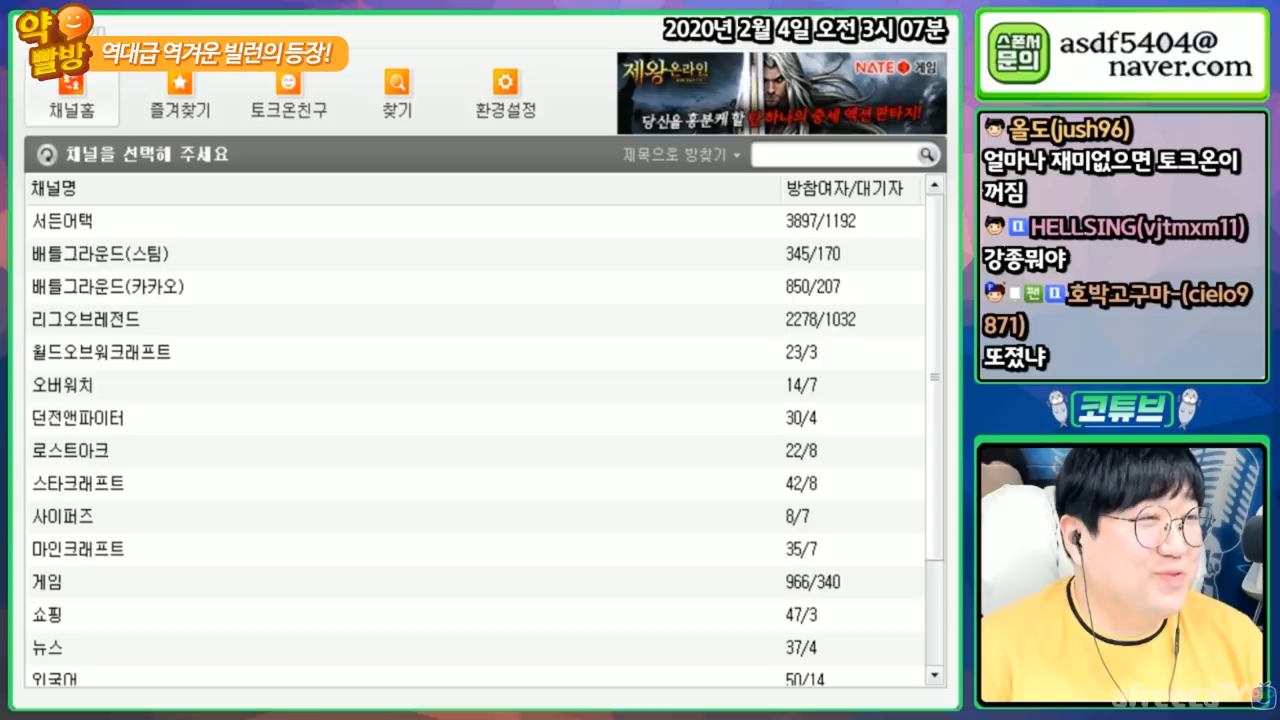 약빨방
역대급 역겨운 빌런의 등장!
2020년 2월 4일 오전 3시 07분
채널홈
즐겨찾기
토크온친구
찾기
환경설정
제왕온라인
NATE 게임
당신을 흥분케 할 단 하나의 중세 액션 판타지!
채널을 선택해 주세요
제목으로 방찾기
채널명 방참여자/대기자
서든어택 3897/1192
배틀그라운드(스팀) 345/170
배틀그라운드(카카오) 850/207
리그오브레전드 2278/1032
월드오브워크래프트 23/3
오버워치 14/7
던전앤파이터 30/4
로스트아크 22/8
스타크래프트 42/8
사이퍼즈 8/7
마인크래프트 35/7
게임 966/340
쇼핑 47/3
뉴스 37/4
외국어 50/14
스폰서
문의
asdf5404@
naver.com
올도(jush96)
얼마나 재미없으면 토크온이
꺼짐
HELLSING(vjtmxm11)
강종뭐야
팬 호박고구마-(cielo9
871)
또졌냐
코튜브
afreecaTV